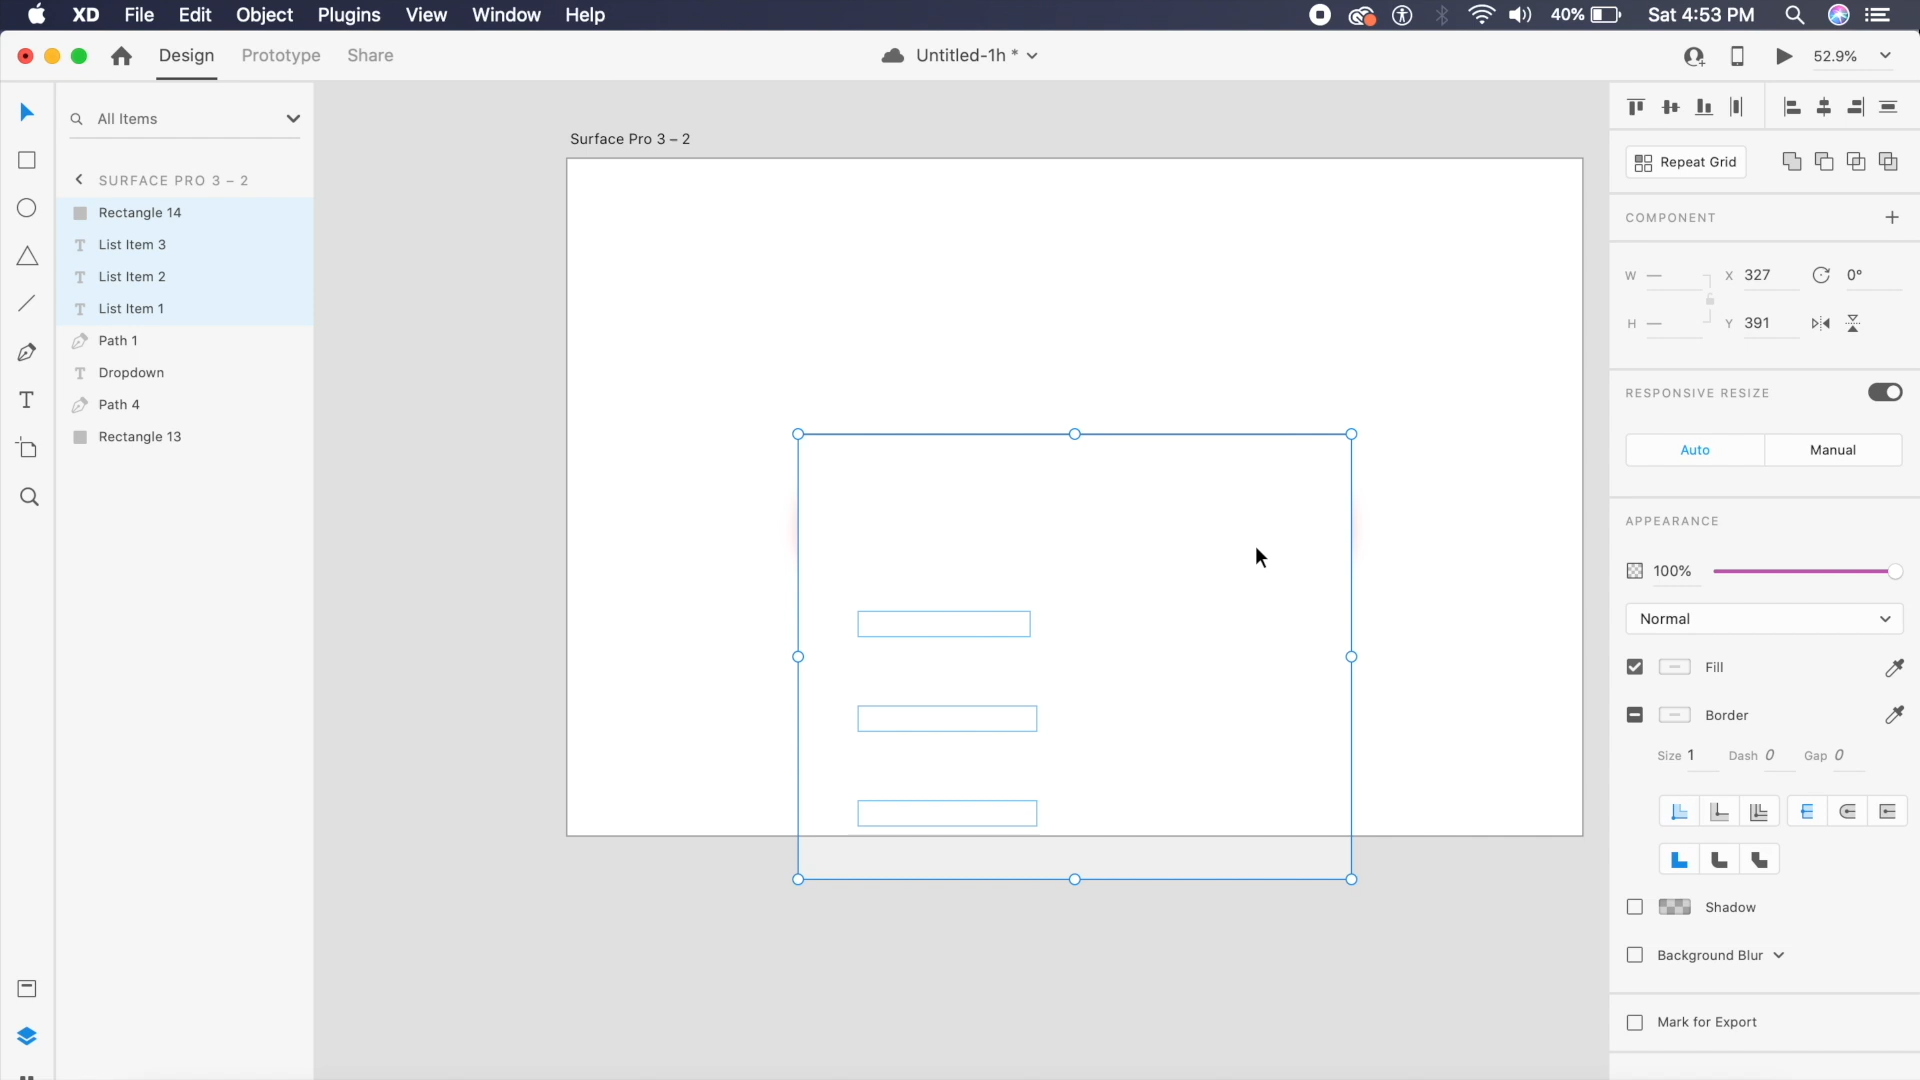 XD File Edit Object Plugins View Window Help 40% Sat 4:53 PM
Design Prototype Share Untitled-1h * 52.9%
All Items
SURFACE PRO 3 – 2
Rectangle 14
List Item 3
List Item 2
List Item 1
Path 1
Dropdown
Path 4
Rectangle 13
Surface Pro 3 – 2
Repeat Grid
COMPONENT
W — X 327 0°
H — Y 391
RESPONSIVE RESIZE
Auto Manual
APPEARANCE
100%
Normal
Fill
Border
Size 1 Dash 0 Gap 0
Shadow
Background Blur
Mark for Export